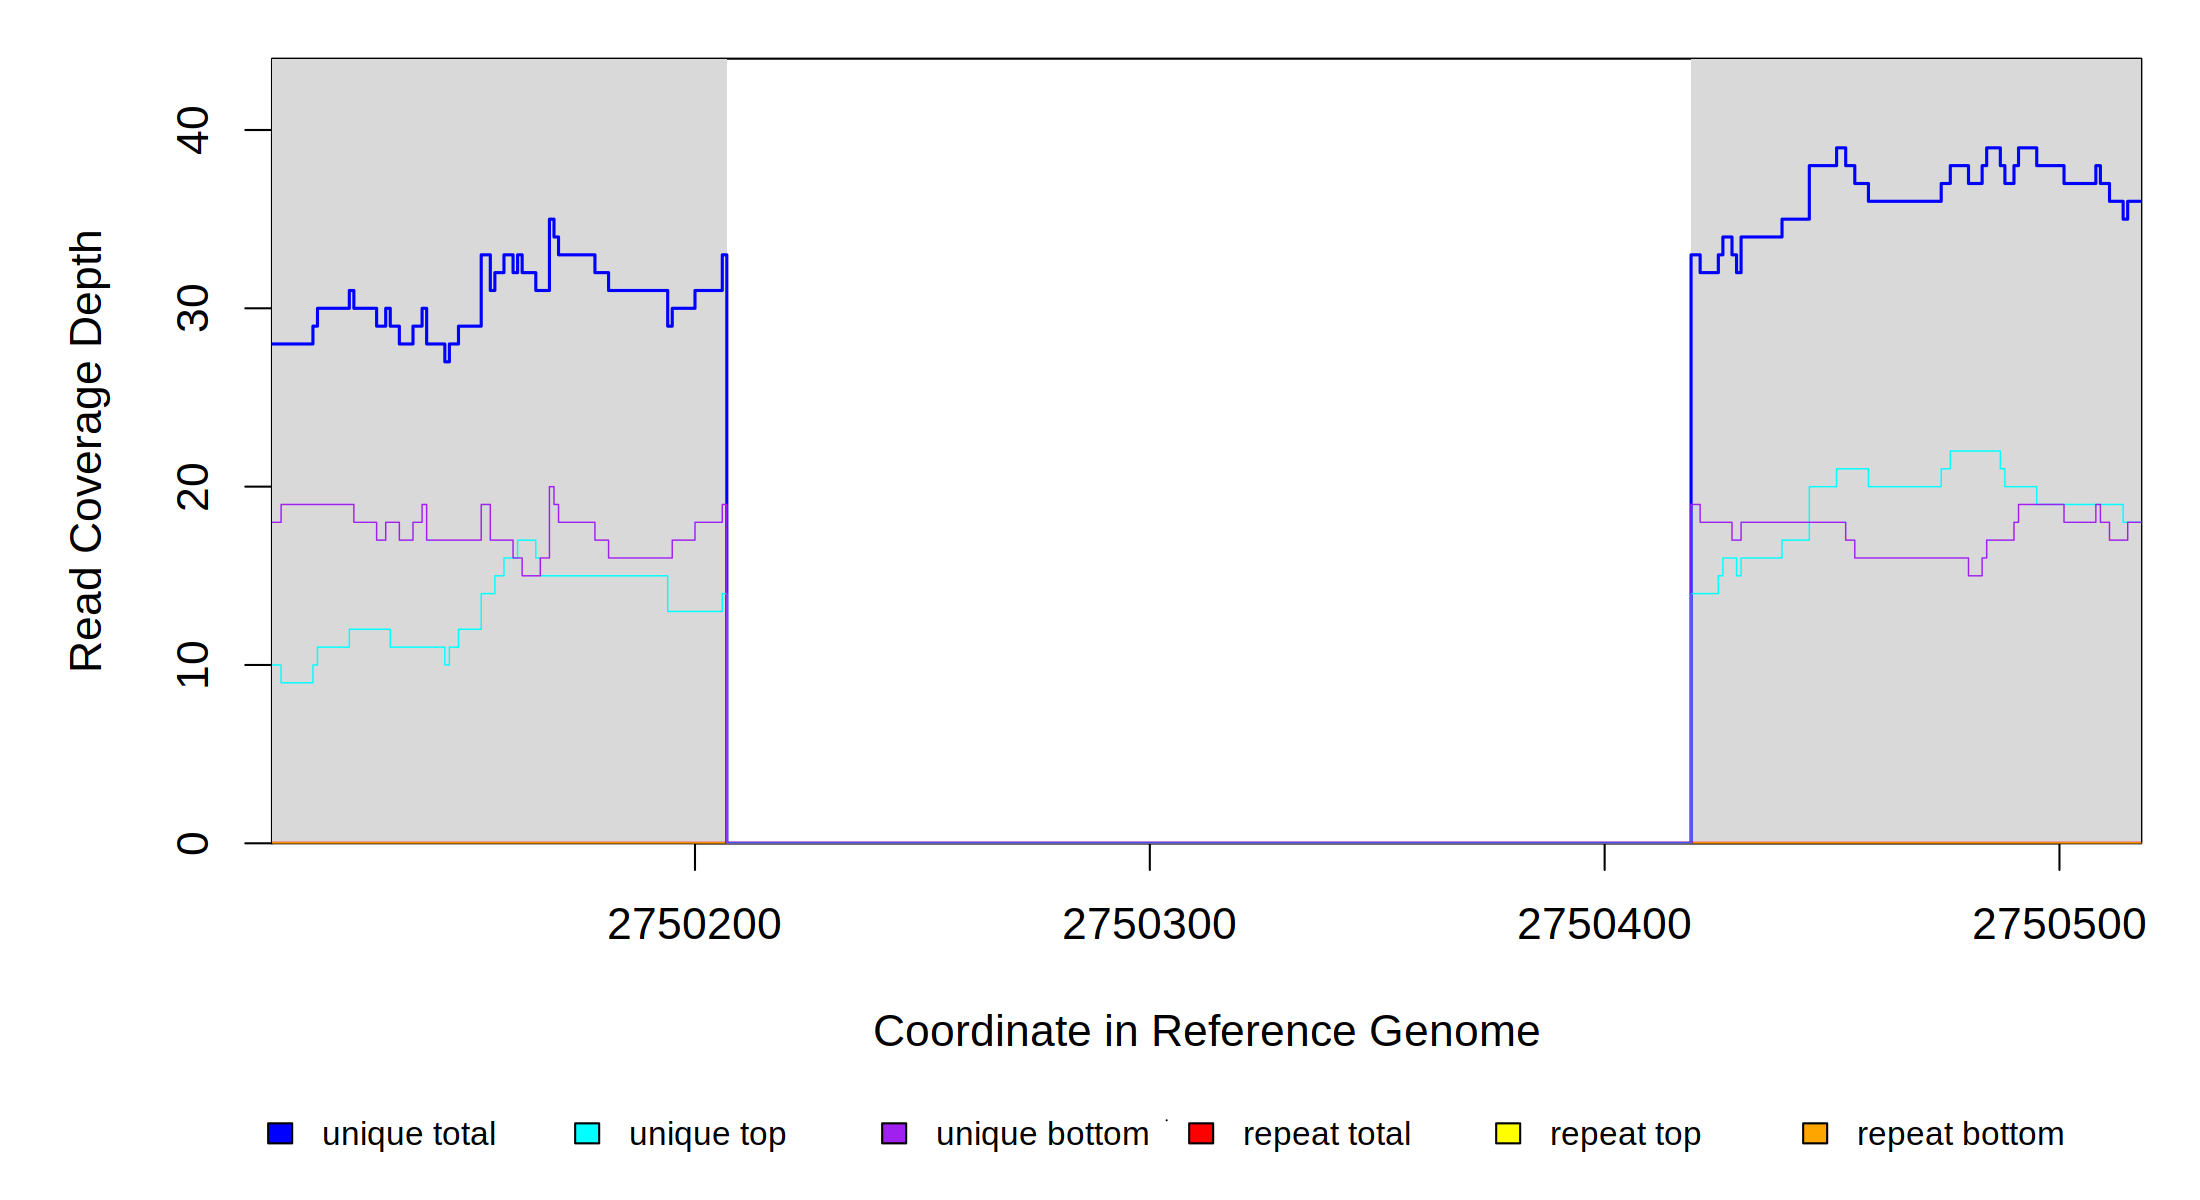 Read Coverage Depth
40
30
20
10
0
2750200 2750300 2750400 2750500
Coordinate in Reference Genome
unique total unique top unique bottom repeat total repeat top repeat bottom